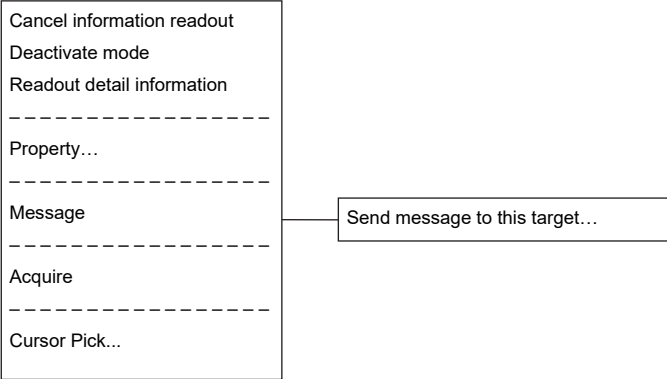 Cancel information readout
Deactivate mode
Readout detail information
Property…
Message
Send message to this target…
Acquire
Cursor Pick...